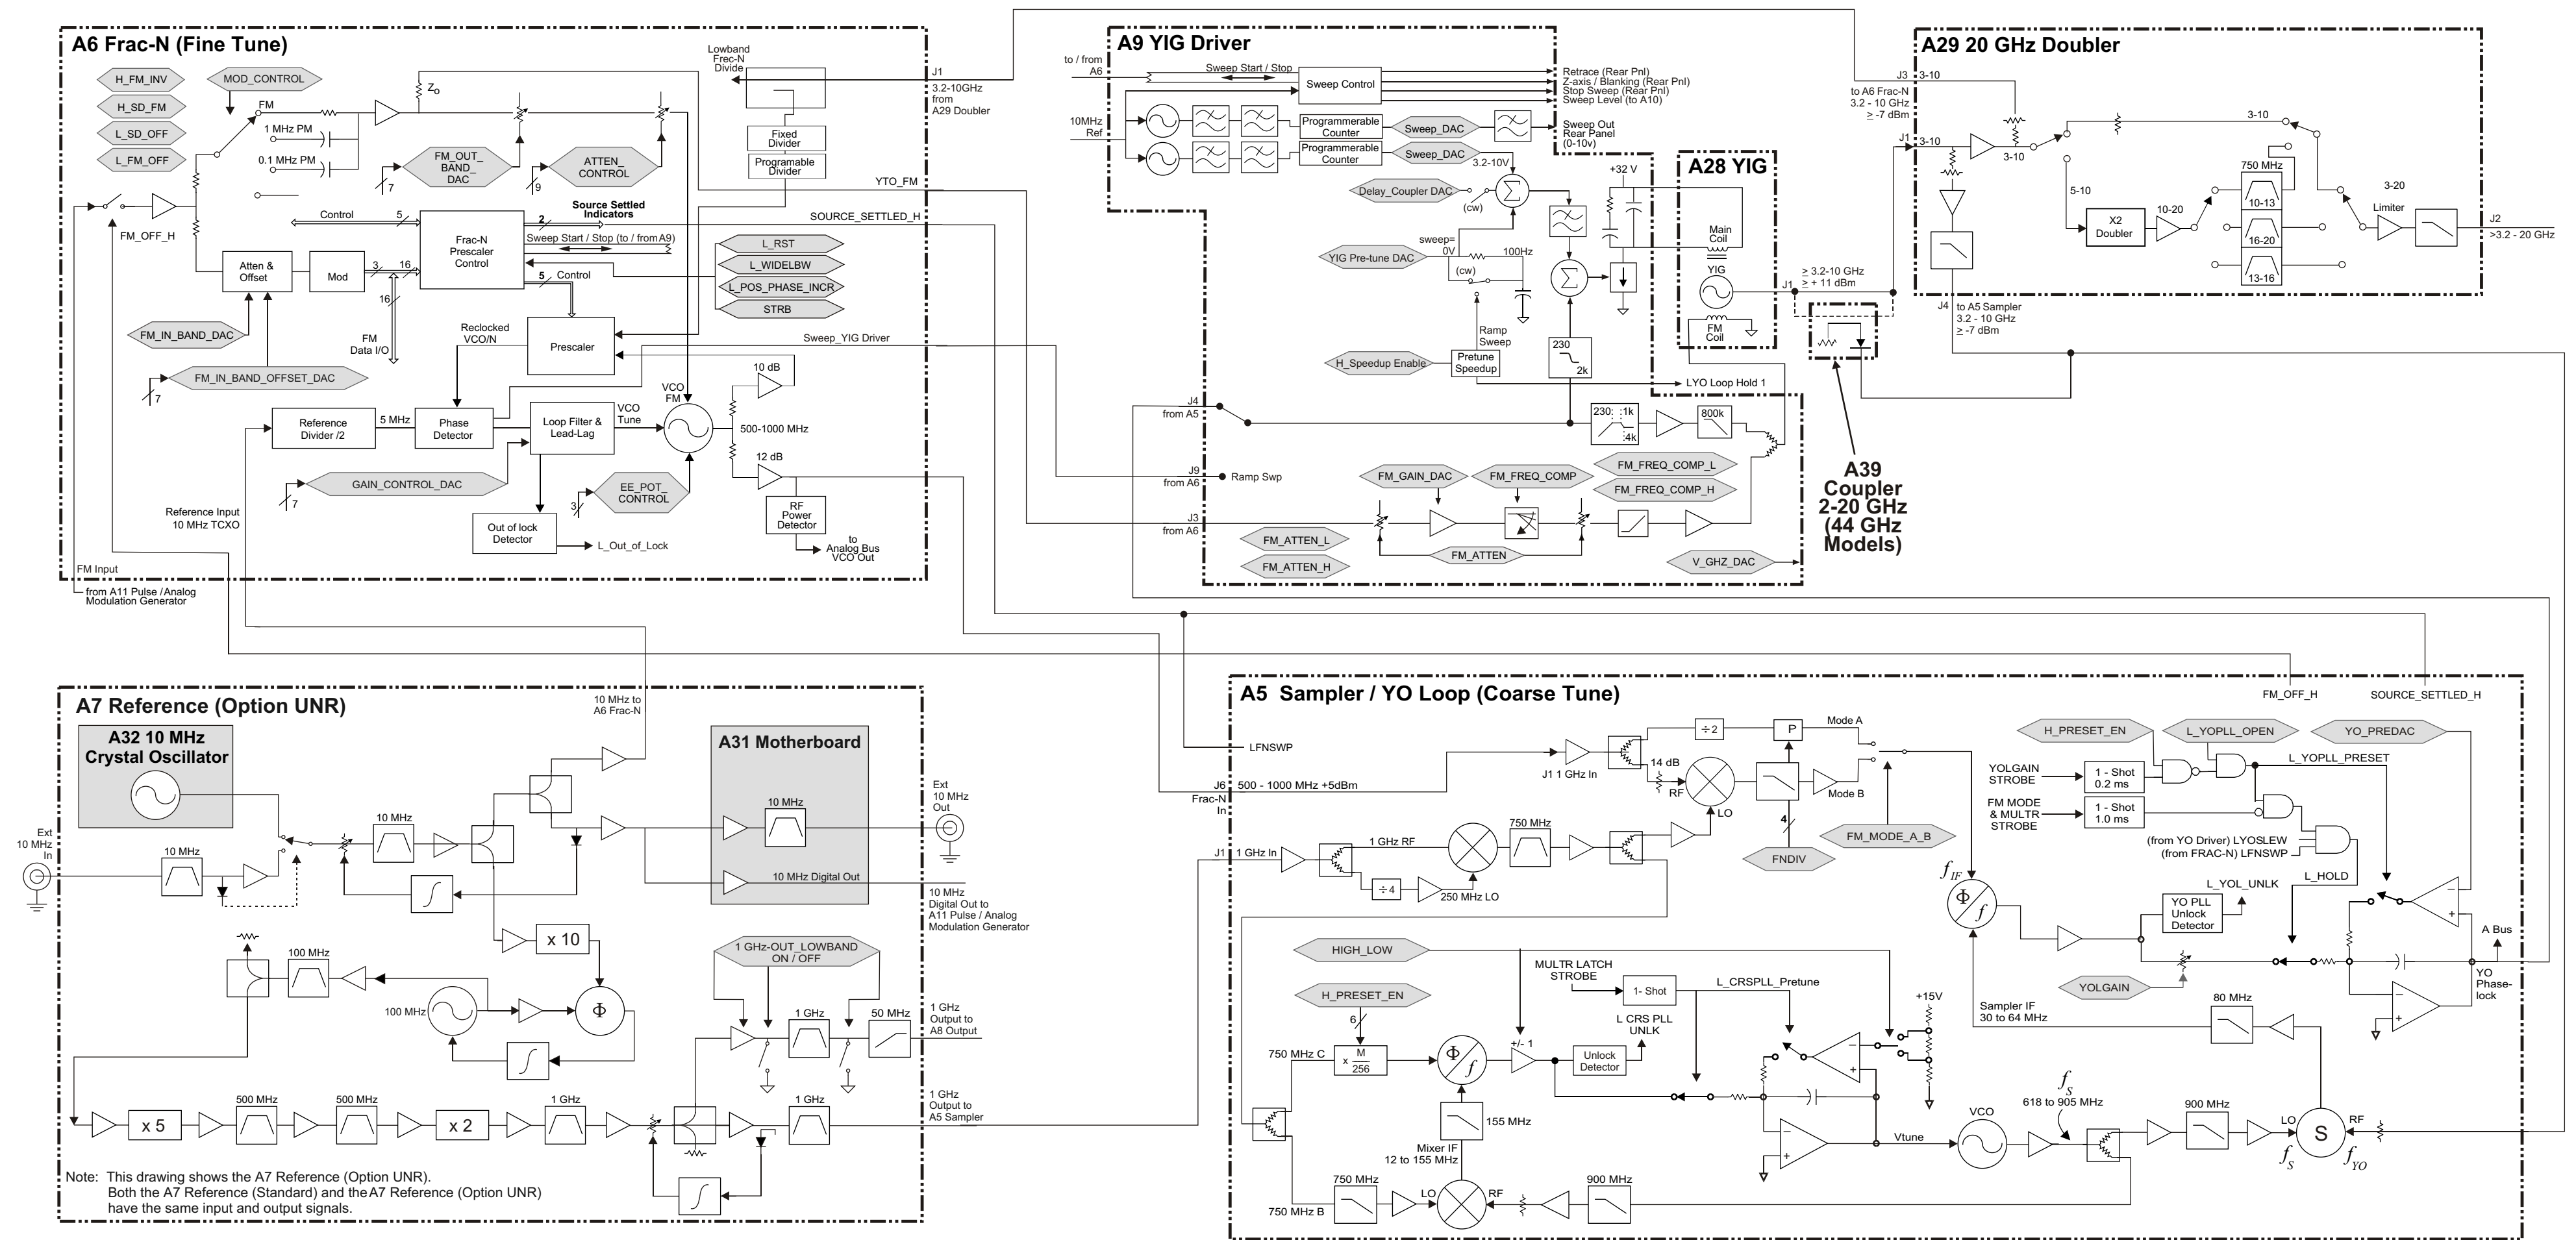 A6 Frac-N (Fine Tune)
H_FM_INV
MOD_CONTROL
H_SD_FM
L_SD_OFF
L_FM_OFF
FM
1 MHz PM
0.1 MHz PM
Zo
FM_OUT_
BAND_
DAC
7
ATTEN_
CONTROL
9
Lowband
Frec-N
Divide
Fixed
Divider
Programable
Divider
J1
3.2-10GHz
from
A29 Doubler
YTO_FM
SOURCE_SETTLED_H
FM_OFF_H
Control
5
Frac-N
Prescaler
Control
2
Source Settled
Indicators
Sweep Start / Stop (to / from A9)
5
Control
L_RST
L_WIDELBW
L_POS_PHASE_INCR
STRB
Atten &
Offset
Mod
3
16
16
FM
Data I/O
FM_IN_BAND_DAC
FM_IN_BAND_OFFSET_DAC
7
Reclocked
VCO/N
Prescaler
Sweep_YIG Driver
10 dB
VCO
FM
Reference
Divider /2
5 MHz
Phase
Detector
Loop Filter &
Lead-Lag
VCO
Tune
500-1000 MHz
12 dB
GAIN_CONTROL_DAC
7
EE_POT_
CONTROL
3
RF
Power
Detector
to
Analog Bus
VCO Out
Out of lock
Detector
L_Out_of_Lock
Reference Input
10 MHz TCXO
FM Input
from A11 Pulse / Analog
Modulation Generator
A9 YIG Driver
to / from
A6
Sweep Start / Stop
Sweep Control
Retrace (Rear Pnl)
Z-axis / Blanking (Rear Pnl)
Stop Sweep (Rear Pnl)
Sweep Level (to A10)
10MHz
Ref
Programmerable
Counter
Sweep_DAC
Sweep Out
Rear Panel
(0-10v)
Programmerable
Counter
Sweep_DAC
3.2-10V
Delay_Coupler DAC
(cw)
Σ
+32 V
sweep=
0V
YIG Pre-tune DAC
100Hz
(cw)
Σ
Ramp
Sweep
H_Speedup Enable
Pretune
Speedup
230
2k
LYO Loop Hold 1
J4
from A5
230: :1k
:4k
800k
J9
from A6
Ramp Swp
J3
from A6
FM_GAIN_DAC
FM_FREQ_COMP
FM_FREQ_COMP_L
FM_FREQ_COMP_H
FM_ATTEN_L
FM_ATTEN_H
FM_ATTEN
V_GHZ_DAC
A28 YIG
Main
Coil
YIG
FM
Coil
J1
≥ 3.2-10 GHz
≥ + 11 dBm
A39
Coupler
2-20 GHz
(44 GHz
Models)
A29 20 GHz Doubler
J3
3-10
to A6 Frac-N
3.2 - 10 GHz
≥ -7 dBm
J1
3-10
3-10
3-10
5-10
X2
Doubler
10-20
750 MHz
10-13
16-20
13-16
3-20
Limiter
J2
>3.2 - 20 GHz
J4
to A5 Sampler
3.2 - 10 GHz
≥ -7 dBm
A7 Reference (Option UNR)
A32 10 MHz
Crystal Oscillator
10 MHz to
A6 Frac-N
A31 Motherboard
10 MHz
10 MHz Digital Out
Ext
10 MHz
Out
Ext
10 MHz
In
10 MHz
10 MHz
10 MHz
Digital Out to
A11 Pulse / Analog
Modulation Generator
x 10
100 MHz
100 MHz
Φ
1 GHz-OUT_LOWBAND
ON / OFF
1 GHz
50 MHz
1 GHz
Output to
A8 Output
x 5
500 MHz
500 MHz
x 2
1 GHz
1 GHz
1 GHz
Output to
A5 Sampler
Note: This drawing shows the A7 Reference (Option UNR).
Both the A7 Reference (Standard) and the A7 Reference (Option UNR)
have the same input and output signals.
A5 Sampler / YO Loop (Coarse Tune)
FM_OFF_H
SOURCE_SETTLED_H
LFNSWP
J6
Frac-N
In
500 - 1000 MHz +5dBm
J1 1 GHz In
÷2
P
Mode A
14 dB
RF
LO
Mode B
4
FNDIV
FM_MODE_A_B
J1
1 GHz In
1 GHz RF
÷4
250 MHz LO
750 MHz
H_PRESET_EN
L_YOPLL_OPEN
YO_PREDAC
YOLGAIN
STROBE
1 - Shot
0.2 ms
L_YOPLL_PRESET
FM MODE
& MULTR
STROBE
1 - Shot
1.0 ms
(from YO Driver) LYOSLEW
(from FRAC-N) LFNSWP
L_HOLD
fIF
Φ
f
L_YOL_UNLK
YO PLL
Unlock
Detector
A Bus
YO
Phase-
lock
YOLGAIN
HIGH_LOW
H_PRESET_EN
6
MULTR LATCH
STROBE
1- Shot
L_CRSPLL_Pretune
+15V
L CRS PLL
UNLK
750 MHz C
x M
256
Φ
f
+/- 1
Unlock
Detector
155 MHz
Mixer IF
12 to 155 MHz
Sampler IF
30 to 64 MHz
80 MHz
Vtune
VCO
fS
618 to 905 MHz
900 MHz
LO
S
RF
fS
fYO
750 MHz B
750 MHz
LO
RF
900 MHz